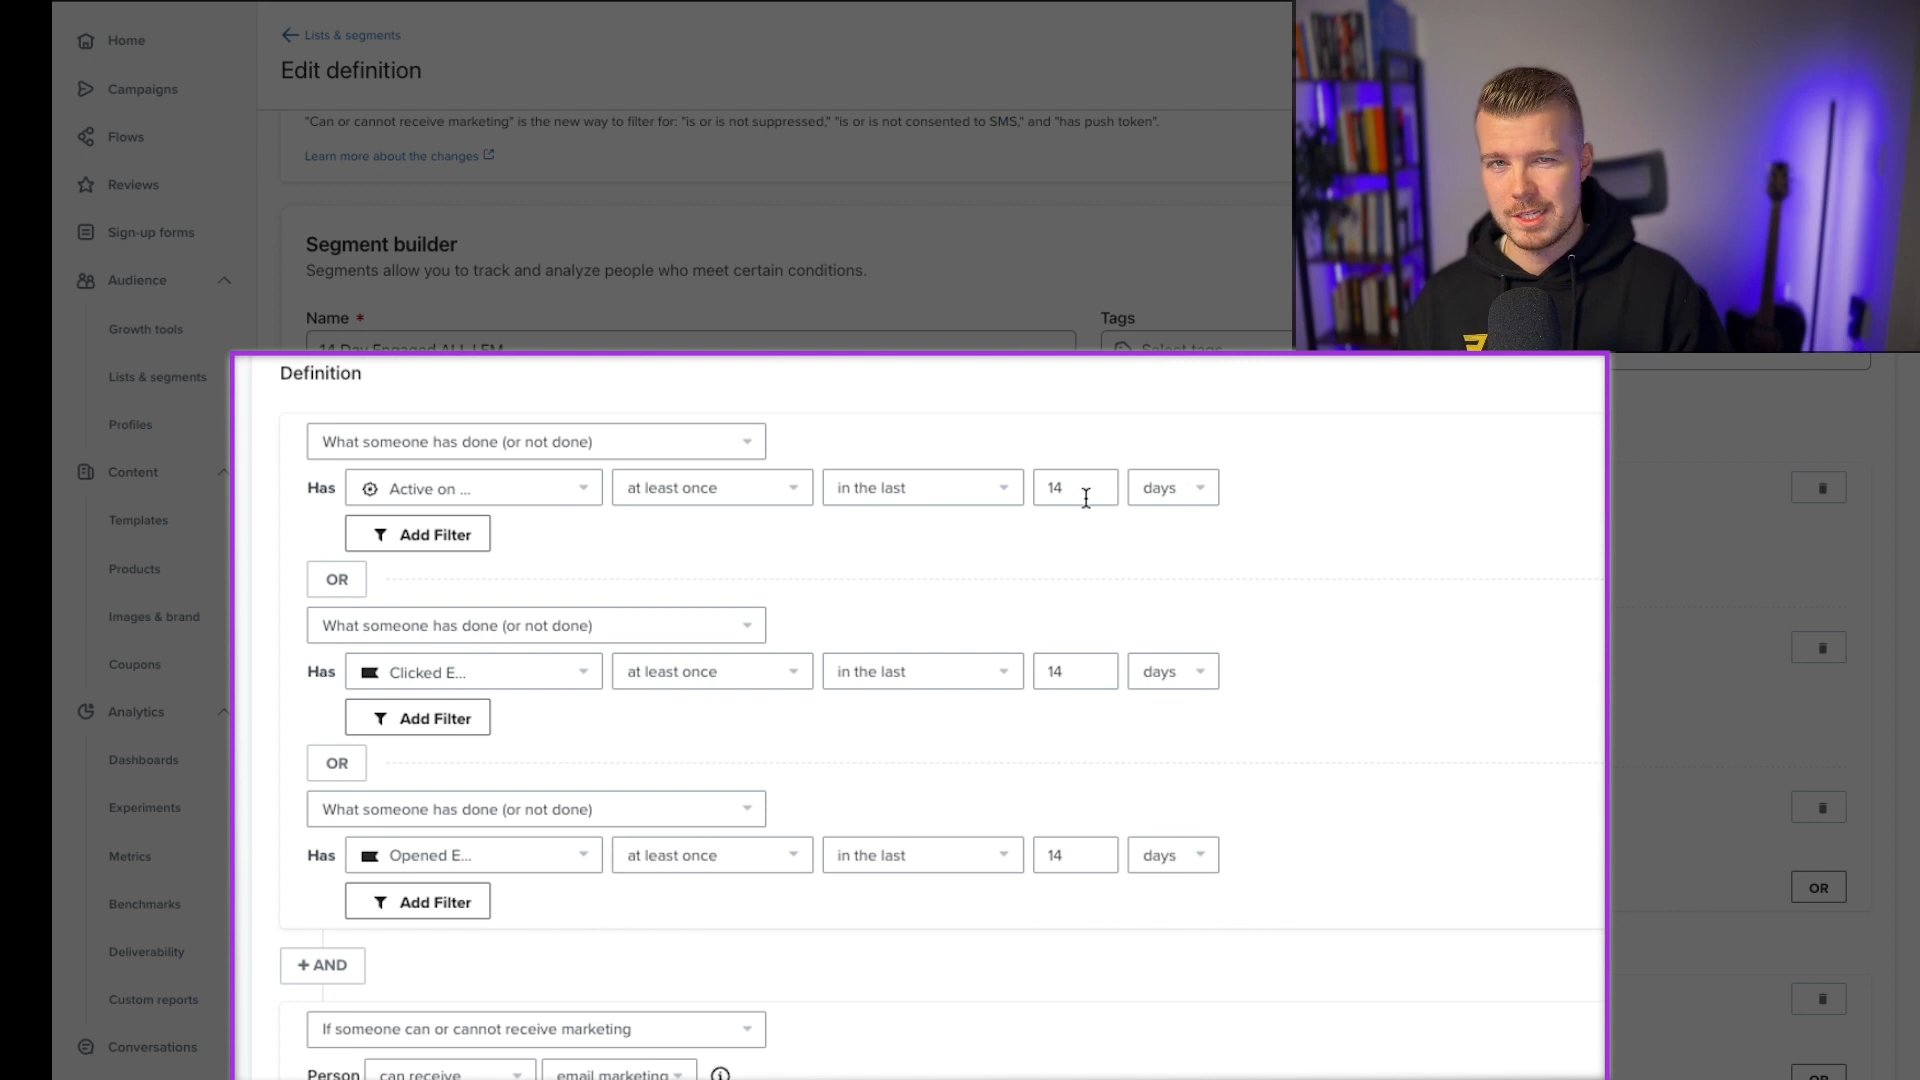 Home
Campaigns
Flows
Reviews
Sign-up forms
Audience
Growth tools
Lists & segments
Profiles
Content
Templates
Products
Images & brand
Coupons
Analytics
Dashboards
Experiments
Metrics
Benchmarks
Deliverability
Custom reports
Conversations
Lists & segments
Edit definition
"Can or cannot receive marketing" is the new way to filter for: "is or is not suppressed," "is or is not consented to SMS," and "has push token".
Learn more about the changes
Segment builder
Segments allow you to track and analyze people who meet certain conditions.
Name *
Tags
14 Day Engaged ALL LFM
Select tags
Definition
What someone has done (or not done)
Has Active on ... at least once in the last 14 days
Add Filter
OR
What someone has done (or not done)
Has Clicked E... at least once in the last 14 days
Add Filter
OR
What someone has done (or not done)
Has Opened E... at least once in the last 14 days
Add Filter
OR
+ AND
If someone can or cannot receive marketing
Person can receive email marketing
OR